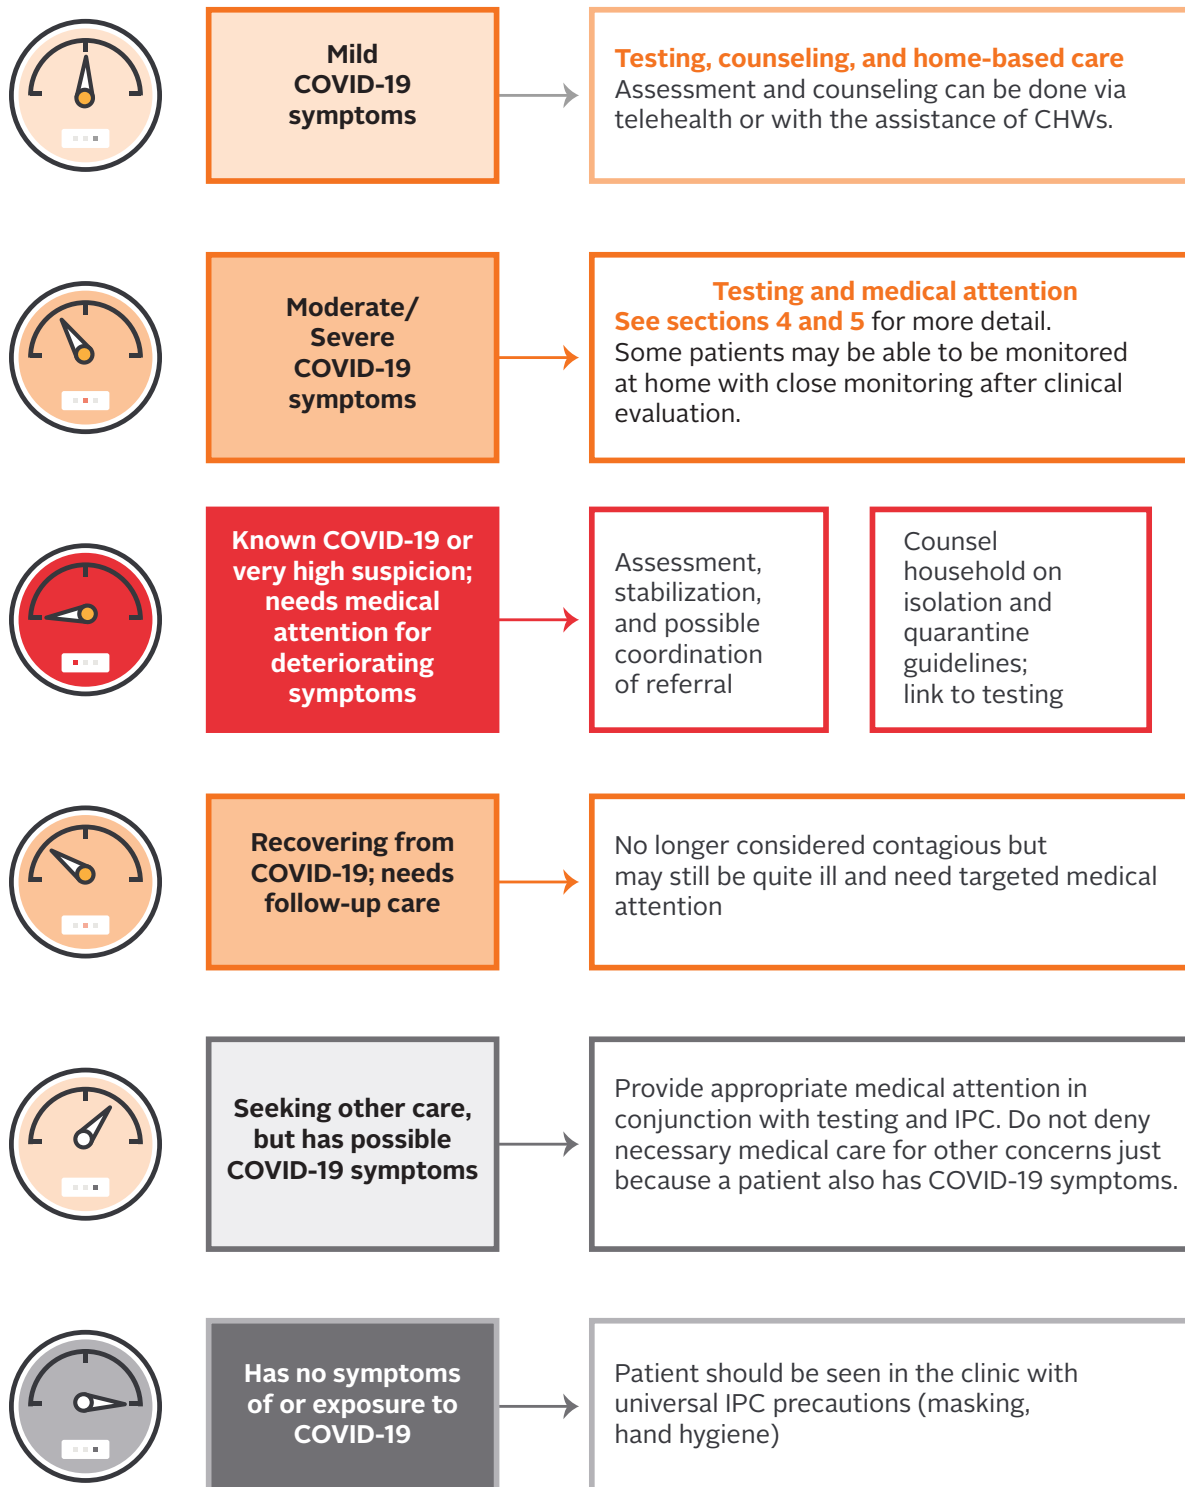 Mild
COVID-19
symptoms
Testing, counseling, and home-based care
Assessment and counseling can be done via
telehealth or with the assistance of CHWs.
Moderate/
Severe
COVID-19
symptoms
Testing and medical attention
See sections 4 and 5 for more detail.
Some patients may be able to be monitored
at home with close monitoring after clinical
evaluation.
Known COVID-19 or
very high suspicion;
needs medical
attention for
deteriorating
symptoms
Assessment,
stabilization,
and possible
coordination
of referral
Counsel
household on
isolation and
quarantine
guidelines;
link to testing
Recovering from
COVID-19; needs
follow-up care
No longer considered contagious but
may still be quite ill and need targeted medical
attention
Seeking other care,
but has possible
COVID-19 symptoms
Provide appropriate medical attention in
conjunction with testing and IPC. Do not deny
necessary medical care for other concerns just
because a patient also has COVID-19 symptoms.
Has no symptoms
of or exposure to
COVID-19
Patient should be seen in the clinic with
universal IPC precautions (masking,
hand hygiene)